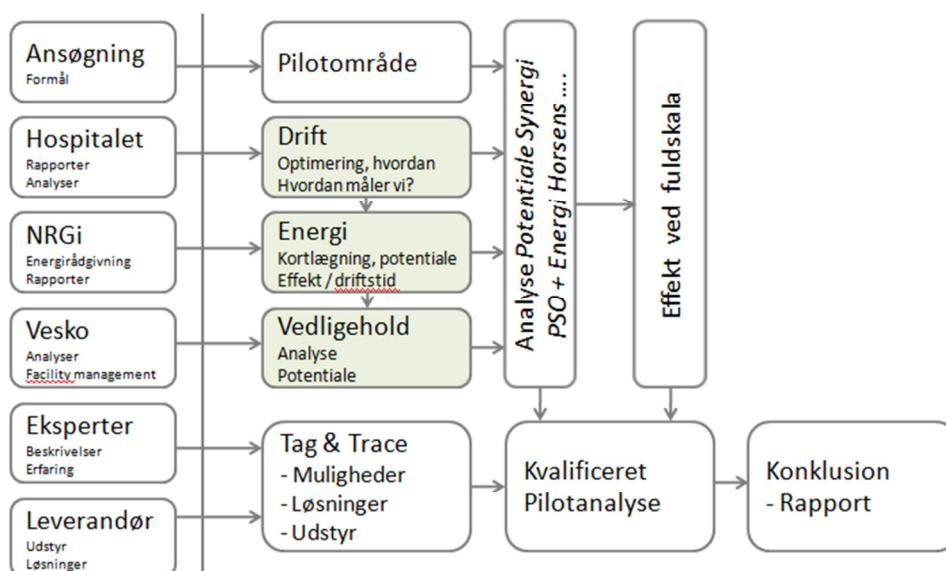 Ansøgning
Formål
Hospitalet
Rapporter
Analyser
NRGi
Energirådgivning
Rapporter
Vesko
Analyser
Facility management
Eksperter
Beskrivelser
Erfaring
Leverandør
Udstyr
Løsninger
Pilotområde
Drift
Optimering, hvordan
Hvordan måler vi?
Energi
Kortlægning, potentiale
Effekt / driftstid
Vedligehold
Analyse
Potentiale
Tag & Trace
- Muligheder
- Løsninger
- Udstyr
Analyse Potentiale Synergi
PSO + Energi Horsens ....
Effekt ved fuldskala
Kvalificeret
Pilotanalyse
Konklusion
- Rapport